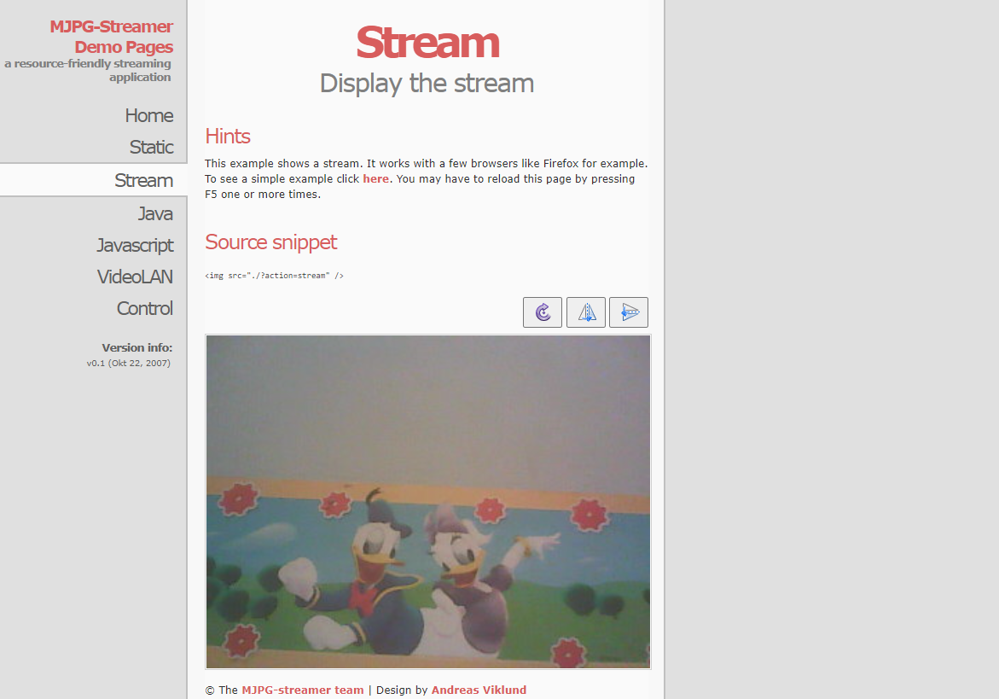 MJPG-Streamer
Demo Pages
a resource-friendly streaming
application
Home
Static
Stream
Java
Javascript
VideoLAN
Control
Version info:
v0.1 (Okt 22, 2007)
Stream
Display the stream
Hints
This example shows a stream. It works with a few browsers like Firefox for example.
To see a simple example click here. You may have to reload this page by pressing
F5 one or more times.
Source snippet
<img src="./?action=stream" />
© The MJPG-streamer team | Design by Andreas Viklund